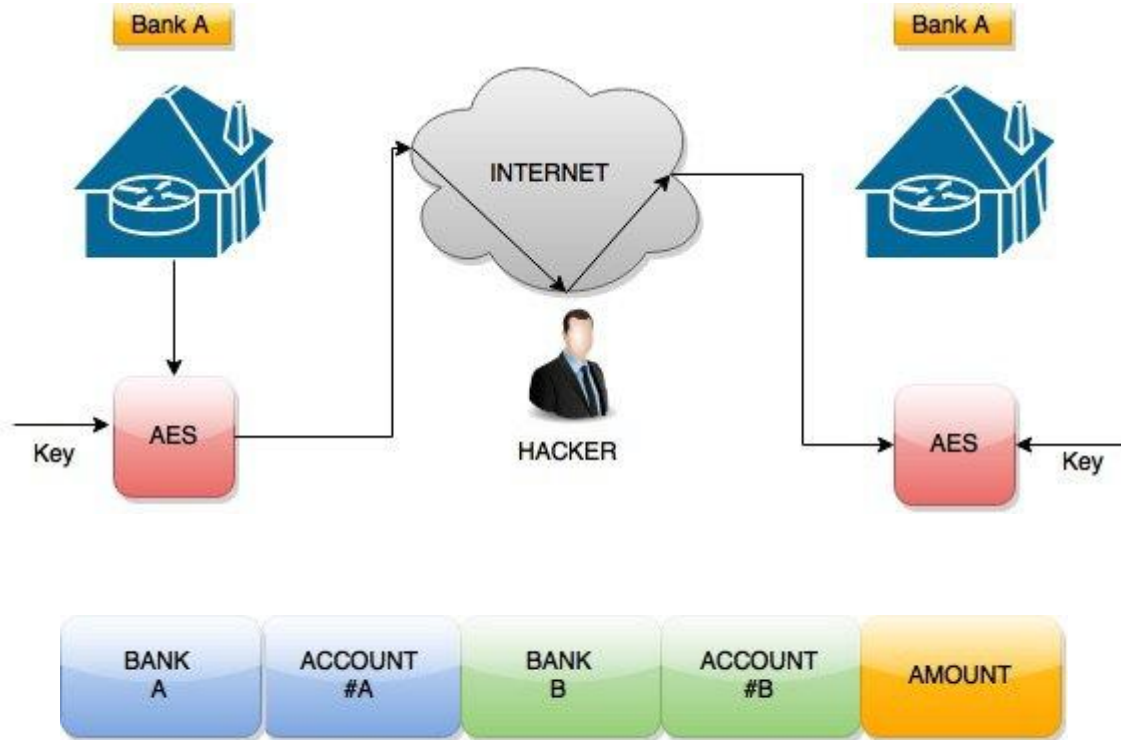 Bank A
Bank A
INTERNET
HACKER
AES
Key
AES
Key
BANK
A
ACCOUNT
#A
BANK
B
ACCOUNT
#B
AMOUNT